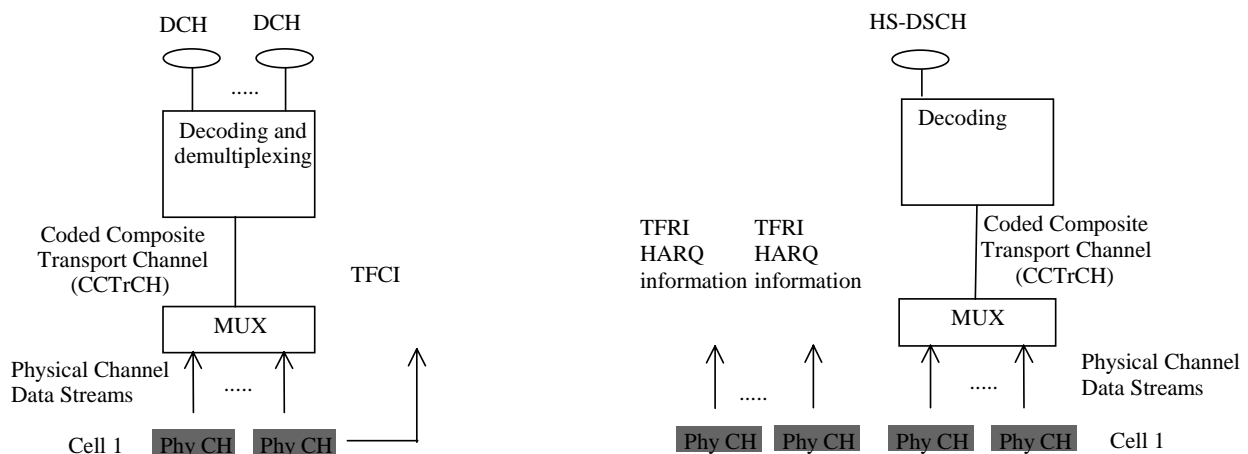 DCH
DCH
.....
Decoding and
demultiplexing
Coded Composite
Transport Channel
(CCTrCH)
TFCI
MUX
Physical Channel
Data Streams
.....
Cell 1
Phy CH
Phy CH
HS-DSCH
Decoding
TFRI
HARQ
information
TFRI
HARQ
information
Coded Composite
Transport Channel
(CCTrCH)
MUX
Physical Channel
Data Streams
.....
.....
Phy CH
Phy CH
Phy CH
Phy CH
Cell 1